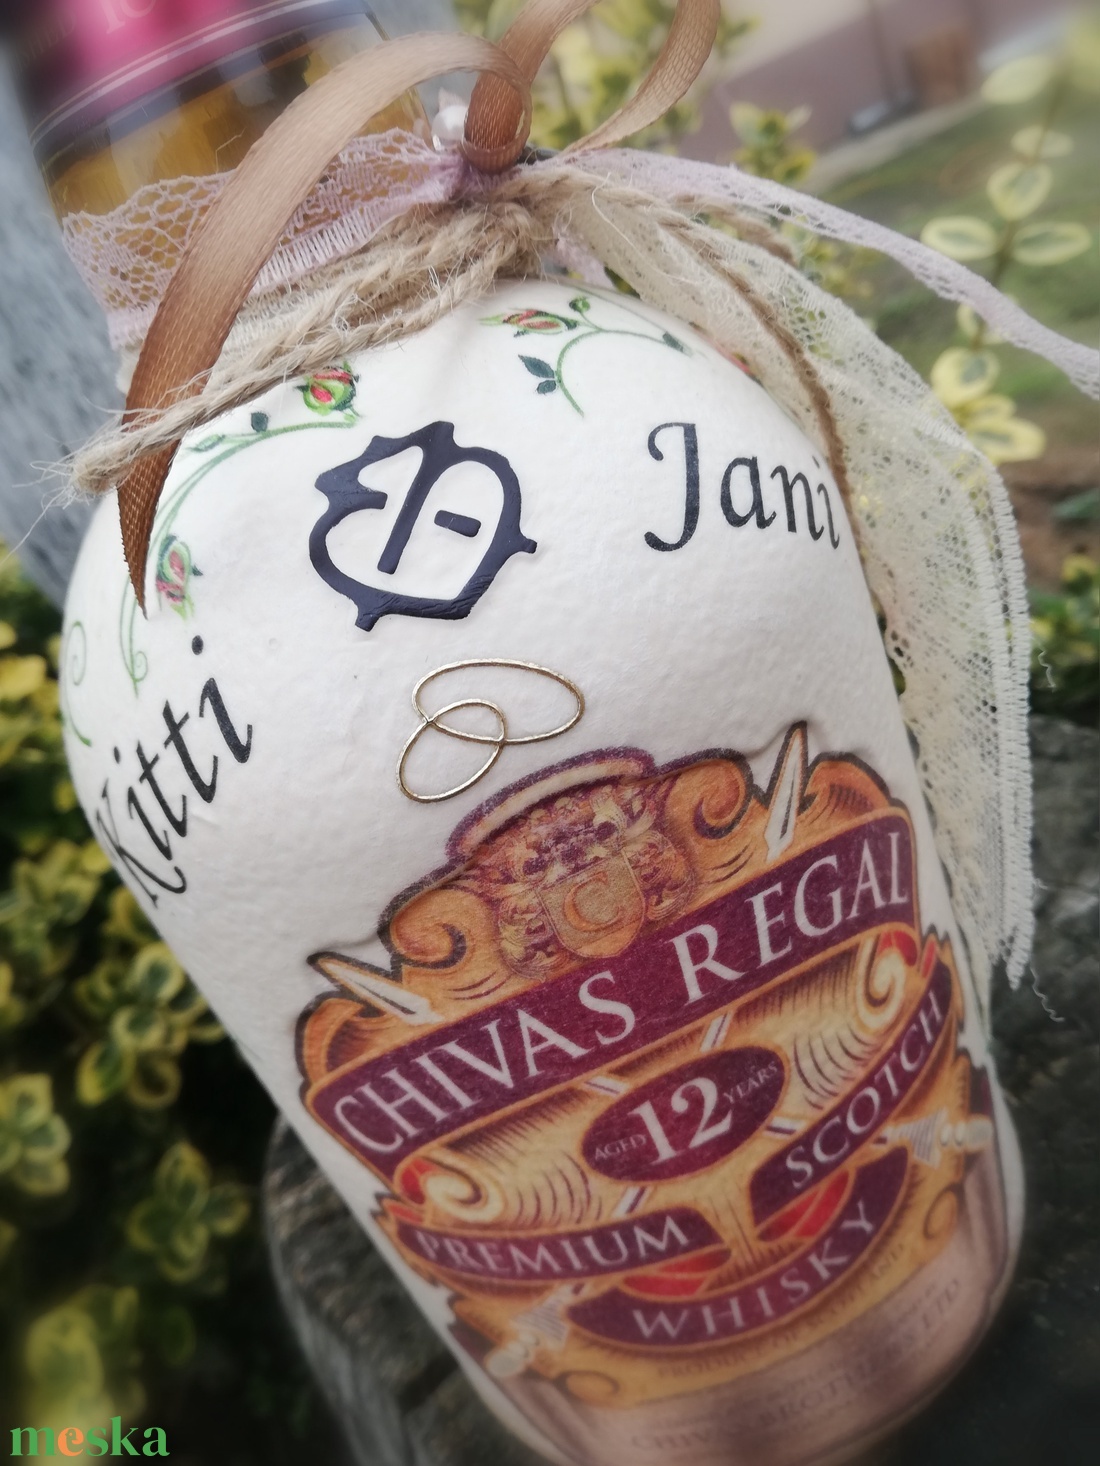 Jani
Kitti
C
CHIVAS REGAL
AGED 12 YEARS
PREMIUM SCOTCH
WHISKY
meska